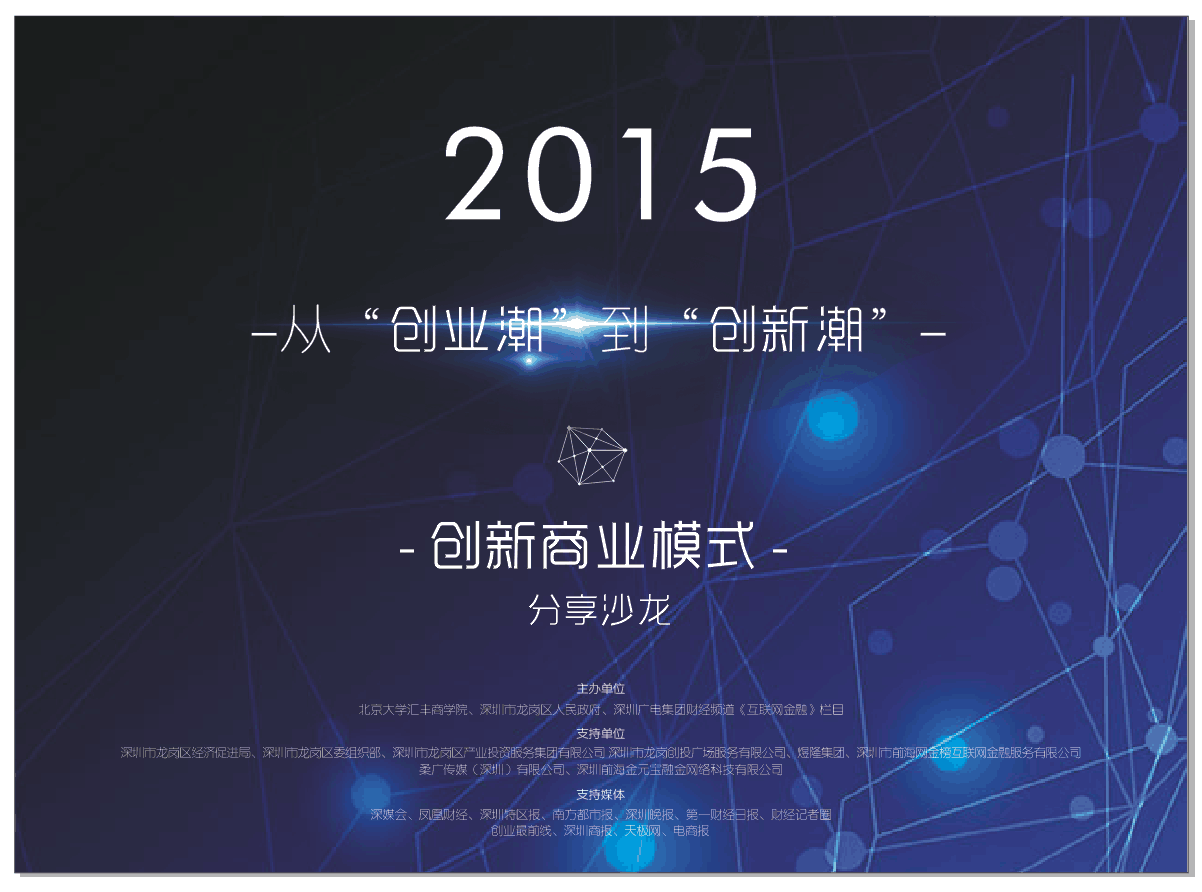 2015
–从“创业潮”到“创新潮”–
- 创新商业模式 -
分享沙龙
主办单位
北京大学汇丰商学院、深圳市龙岗区人民政府、深圳广电集团财经频道《互联网金融》栏目
支持单位
深圳市龙岗区经济促进局、深圳市龙岗区委组织部、深圳市龙岗区产业投资服务集团有限公司 深圳市龙岗创投广场服务有限公司、煜隆集团、深圳市前海网金榜互联网金融服务有限公司
柔广传媒（深圳）有限公司、深圳前海金元宝融金网络科技有限公司
支持媒体
深媒会、凤凰财经、深圳特区报、南方都市报、深圳晚报、第一财经日报、财经记者圈
创业最前线、深圳商报、天极网、电商报